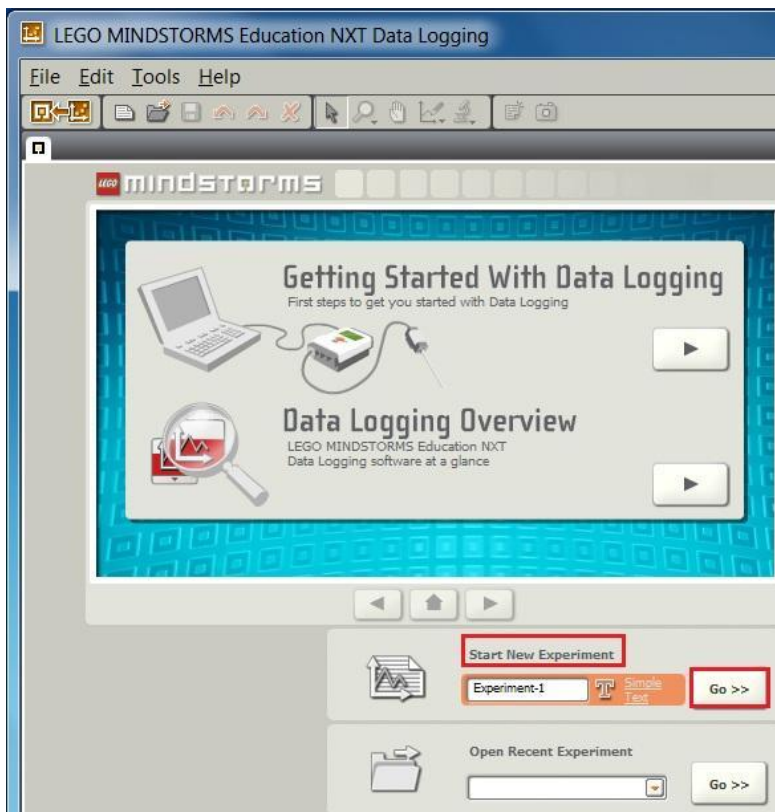 LEGO MINDSTORMS Education NXT Data Logging
File Edit Tools Help
LEGO mindstorms
Getting Started With Data Logging
First steps to get you started with Data Logging
Data Logging Overview
LEGO MINDSTORMS Education NXT
Data Logging software at a glance
Start New Experiment
Experiment-1
Simple
Text
Go >>
Open Recent Experiment
Go >>